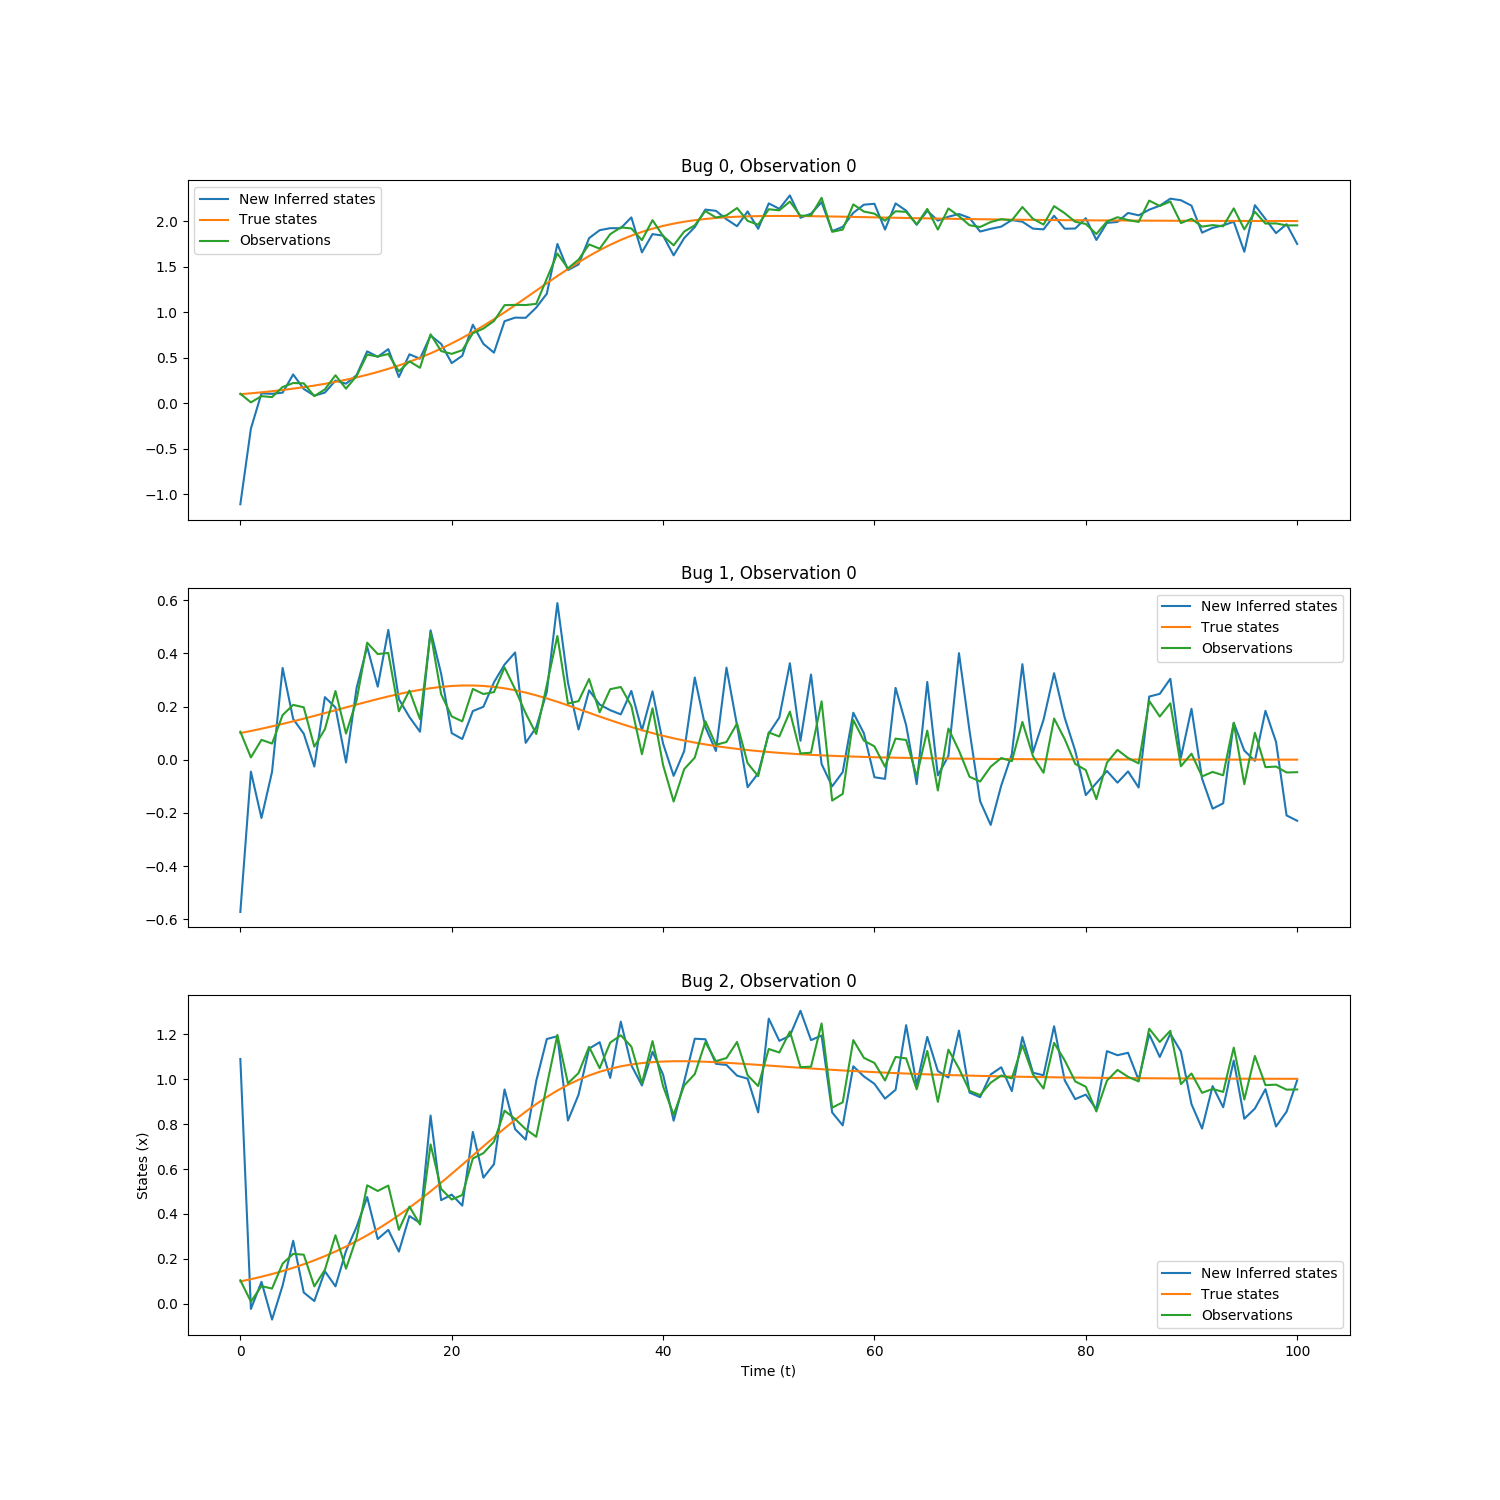 Bug 0, Observation 0
New Inferred states
True states
Observations
2.0
1.5
1.0
0.5
0.0
−0.5
−1.0
Bug 1, Observation 0
New Inferred states
True states
Observations
0.6
0.4
0.2
0.0
−0.2
−0.4
−0.6
Bug 2, Observation 0
States (x)
1.2
1.0
0.8
0.6
0.4
0.2
0.0
New Inferred states
True states
Observations
0 20 40 60 80 100
Time (t)